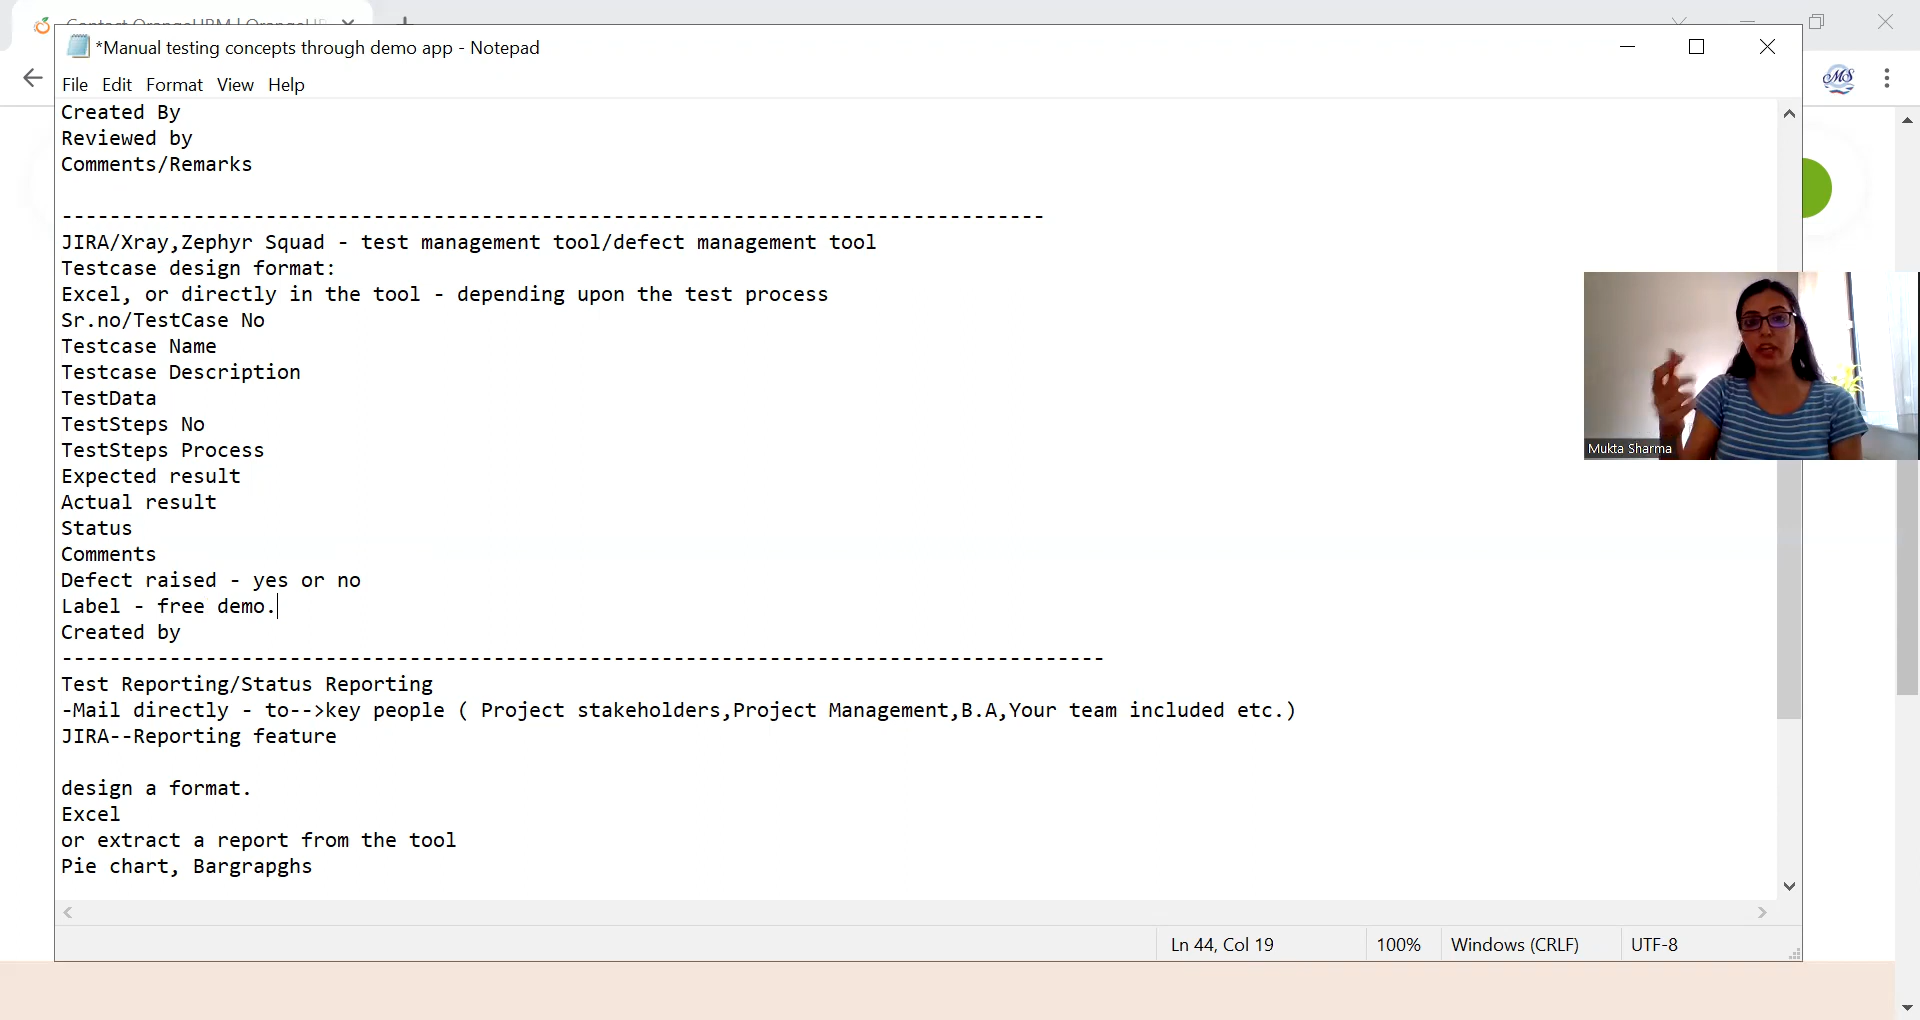 Contact OrangeHRM | OrangeHR
*Manual testing concepts through demo app - Notepad
File Edit Format View Help
Created By
Reviewed by
Comments/Remarks
--------------------------------------------------------------------------------
JIRA/Xray,Zephyr Squad - test management tool/defect management tool
Testcase design format:
Excel, or directly in the tool - depending upon the test process
Sr.no/TestCase No
Testcase Name
Testcase Description
TestData
TestSteps No
TestSteps Process
Expected result
Actual result
Status
Comments
Defect raised - yes or no
Label - free demo.
Created by
---------------------------------------------------------------------------------------
Test Reporting/Status Reporting
-Mail directly - to-->key people ( Project stakeholders,Project Management,B.A,Your team included etc.)
JIRA--Reporting feature
design a format.
Excel
or extract a report from the tool
Pie chart, Bargrapghs
Ln 44, Col 19
100%
Windows (CRLF)
UTF-8
MS
Mukta Sharma